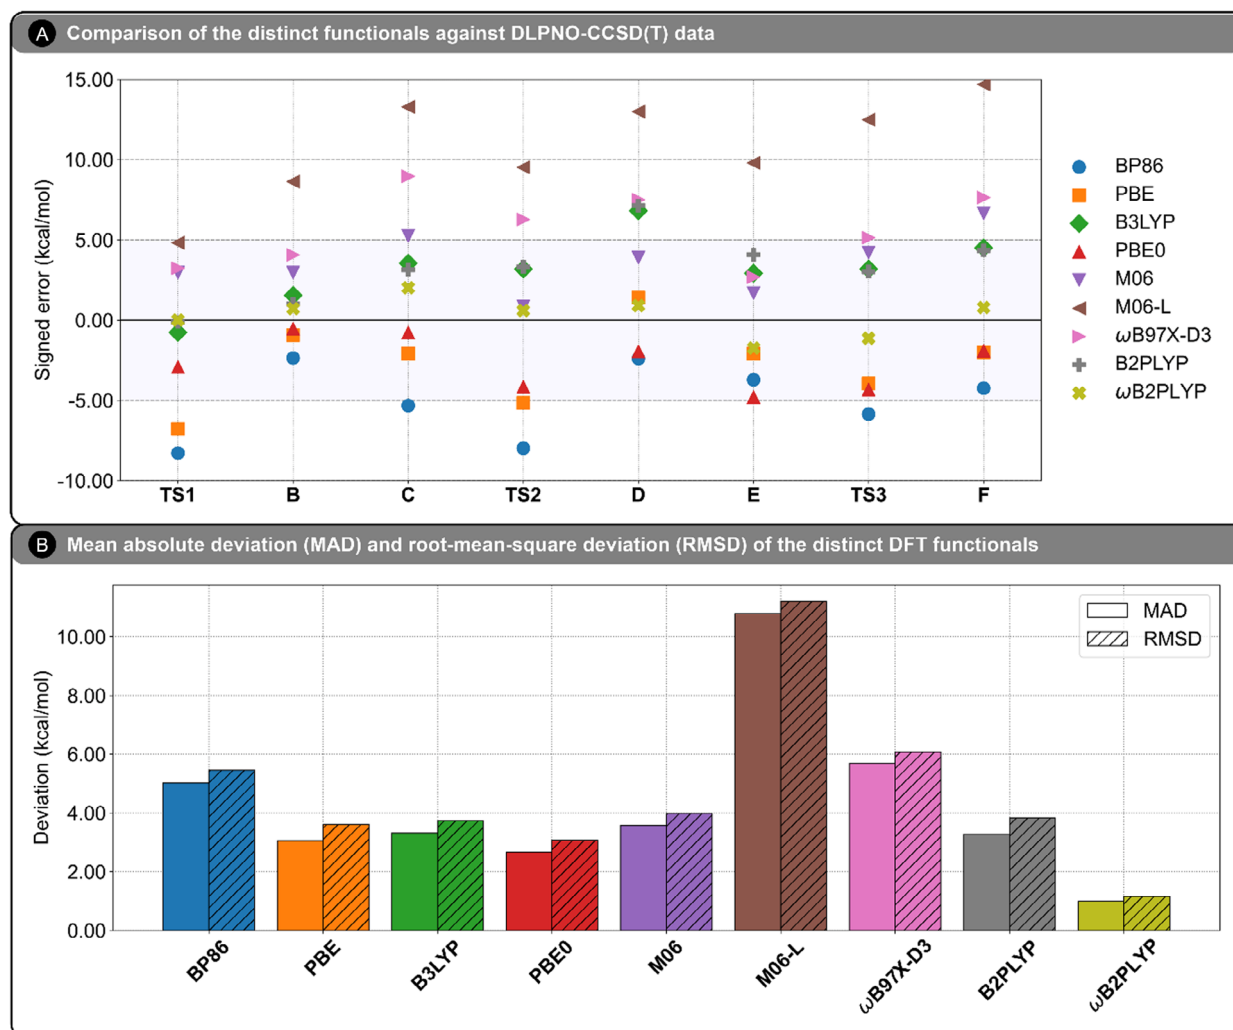 A Comparison of the distinct functionals against DLPNO-CCSD(T) data
15.00
10.00
5.00
0.00
-5.00
-10.00
Signed error (kcal/mol)
TS1 B C TS2 D E TS3 F
BP86
PBE
B3LYP
PBE0
M06
M06-L
ωB97X-D3
B2PLYP
ωB2PLYP
B Mean absolute deviation (MAD) and root-mean-square deviation (RMSD) of the distinct DFT functionals
MAD
RMSD
10.00
8.00
6.00
4.00
2.00
0.00
Deviation (kcal/mol)
BP86 PBE B3LYP PBE0 M06 M06-L ωB97X-D3 B2PLYP ωB2PLYP